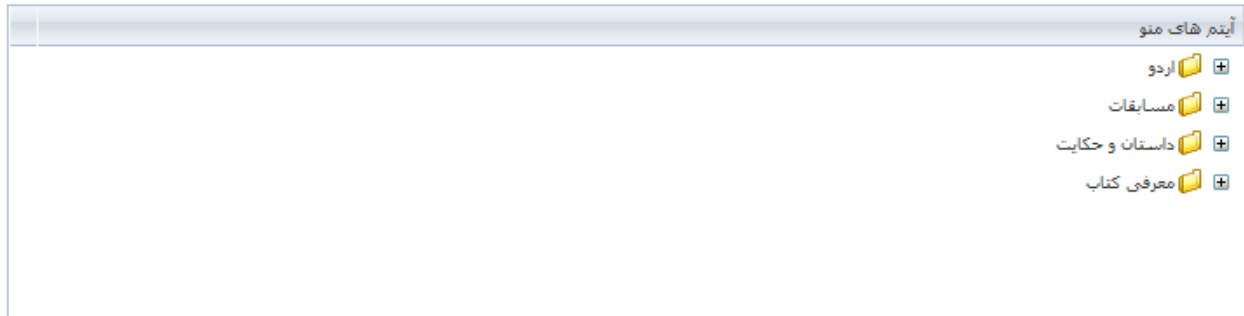 آیتم های منو
اردو
مسابقات
داستان و حکایت
معرفی کتاب